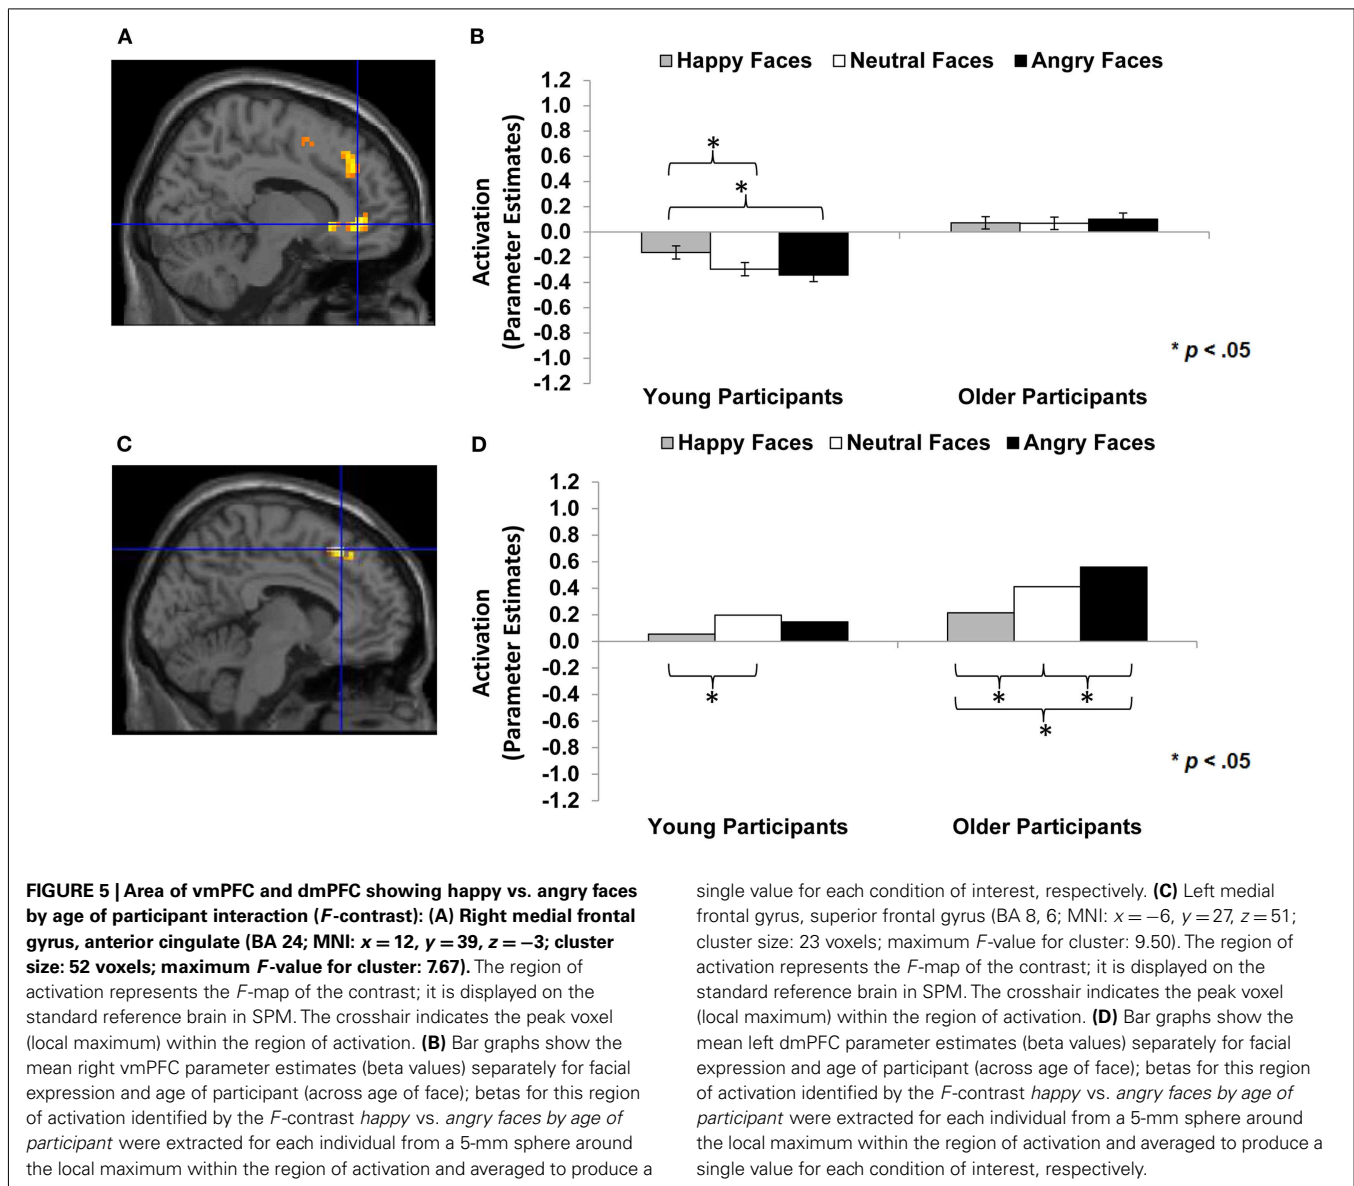 A
B
Happy Faces Neutral Faces Angry Faces
1.2
1.0
0.8
0.6
0.4
0.2
0.0
-0.2
-0.4
-0.6
-0.8
-1.0
-1.2
Activation
(Parameter Estimates)
*
*
* p < .05
Young Participants Older Participants
C
D
Happy Faces Neutral Faces Angry Faces
1.2
1.0
0.8
0.6
0.4
0.2
0.0
-0.2
-0.4
-0.6
-0.8
-1.0
-1.2
Activation
(Parameter Estimates)
*
* *
*
* p < .05
Young Participants Older Participants
FIGURE 5 | Area of vmPFC and dmPFC showing happy vs. angry faces
by age of participant interaction (F-contrast): (A) Right medial frontal
gyrus, anterior cingulate (BA 24; MNI: x = 12, y = 39, z = −3; cluster
size: 52 voxels; maximum F-value for cluster: 7.67). The region of
activation represents the F-map of the contrast; it is displayed on the
standard reference brain in SPM. The crosshair indicates the peak voxel
(local maximum) within the region of activation. (B) Bar graphs show the
mean right vmPFC parameter estimates (beta values) separately for facial
expression and age of participant (across age of face); betas for this region
of activation identified by the F-contrast happy vs. angry faces by age of
participant were extracted for each individual from a 5-mm sphere around
the local maximum within the region of activation and averaged to produce a
single value for each condition of interest, respectively. (C) Left medial
frontal gyrus, superior frontal gyrus (BA 8, 6; MNI: x = −6, y = 27, z = 51;
cluster size: 23 voxels; maximum F-value for cluster: 9.50). The region of
activation represents the F-map of the contrast; it is displayed on the
standard reference brain in SPM. The crosshair indicates the peak voxel
(local maximum) within the region of activation. (D) Bar graphs show the
mean left dmPFC parameter estimates (beta values) separately for facial
expression and age of participant (across age of face); betas for this region
of activation identified by the F-contrast happy vs. angry faces by age of
participant were extracted for each individual from a 5-mm sphere around
the local maximum within the region of activation and averaged to produce a
single value for each condition of interest, respectively.